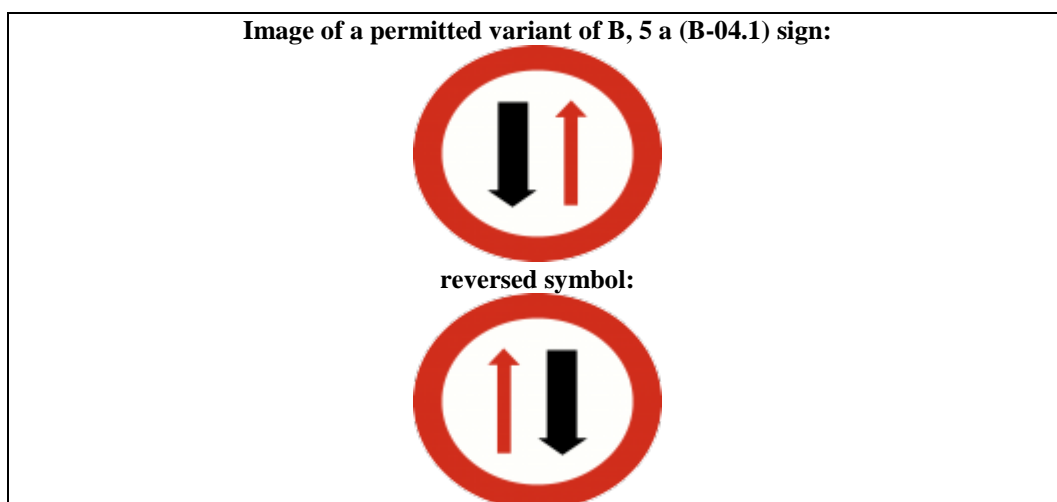 Image of a permitted variant of B, 5 a (B-04.1) sign:
reversed symbol: